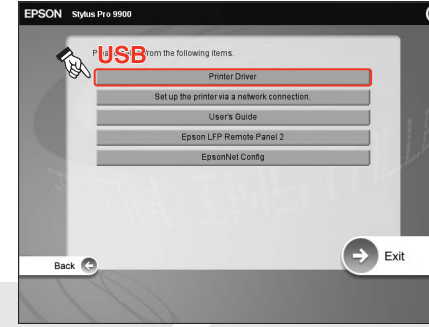 EPSON Stylus Pro 9900
USB
from the following items.
Printer Driver
Set up the printer via a network connection.
User's Guide
Epson LFP Remote Panel 2
EpsonNet Config
Back
Exit